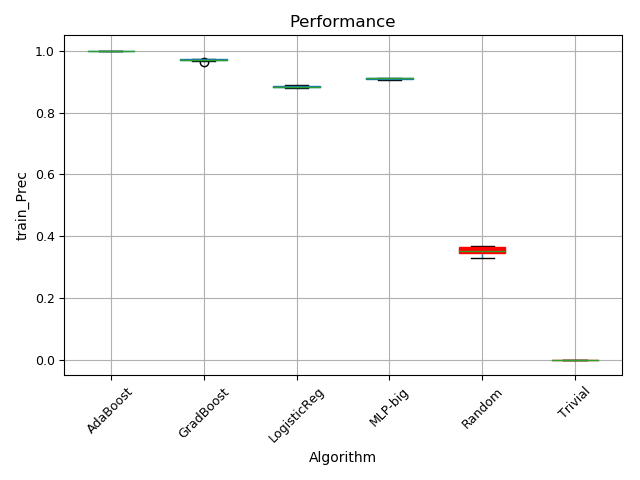 Performance
train_Prec
1.0
0.8
0.6
0.4
0.2
0.0
AdaBoost
GradBoost
LogisticReg
MLP-big
Random
Trivial
Algorithm